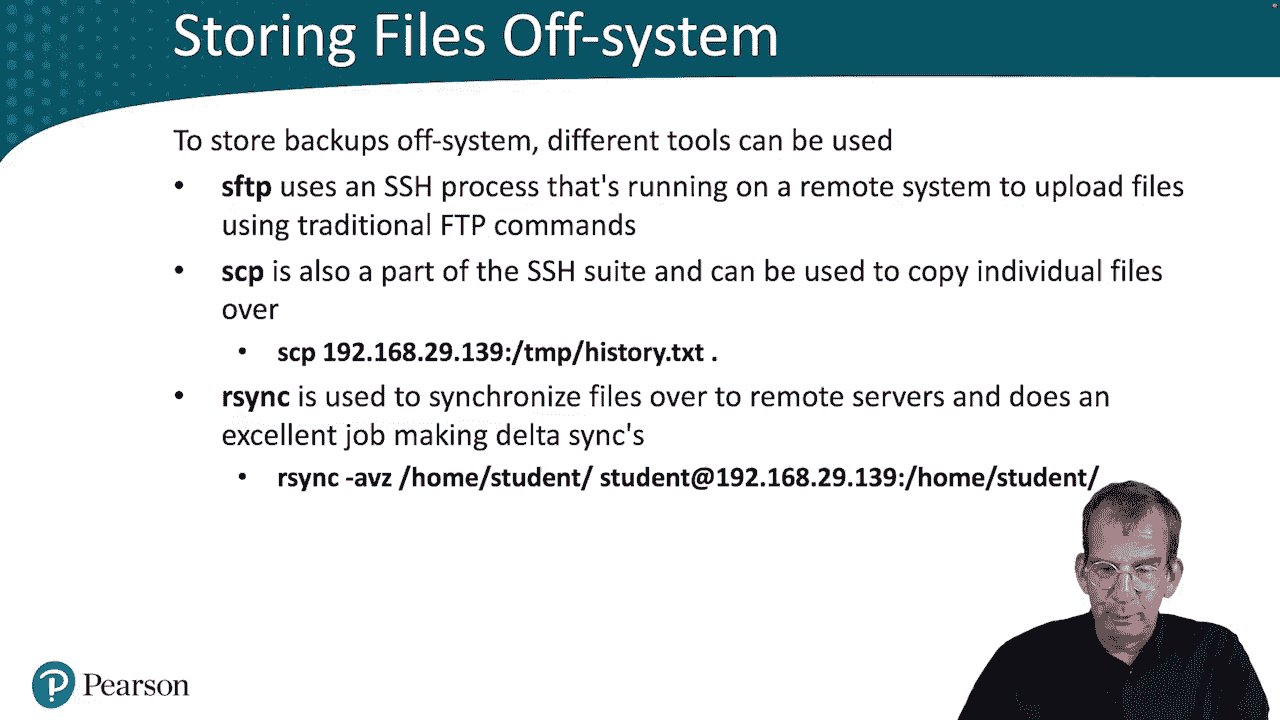 Storing Files Off-system
To store backups off-system, different tools can be used
• sftp uses an SSH process that's running on a remote system to upload files
using traditional FTP commands
• scp is also a part of the SSH suite and can be used to copy individual files
over
• scp 192.168.29.139:/tmp/history.txt .
• rsync is used to synchronize files over to remote servers and does an
excellent job making delta sync's
• rsync -avz /home/student/ student@192.168.29.139:/home/student/
Pearson